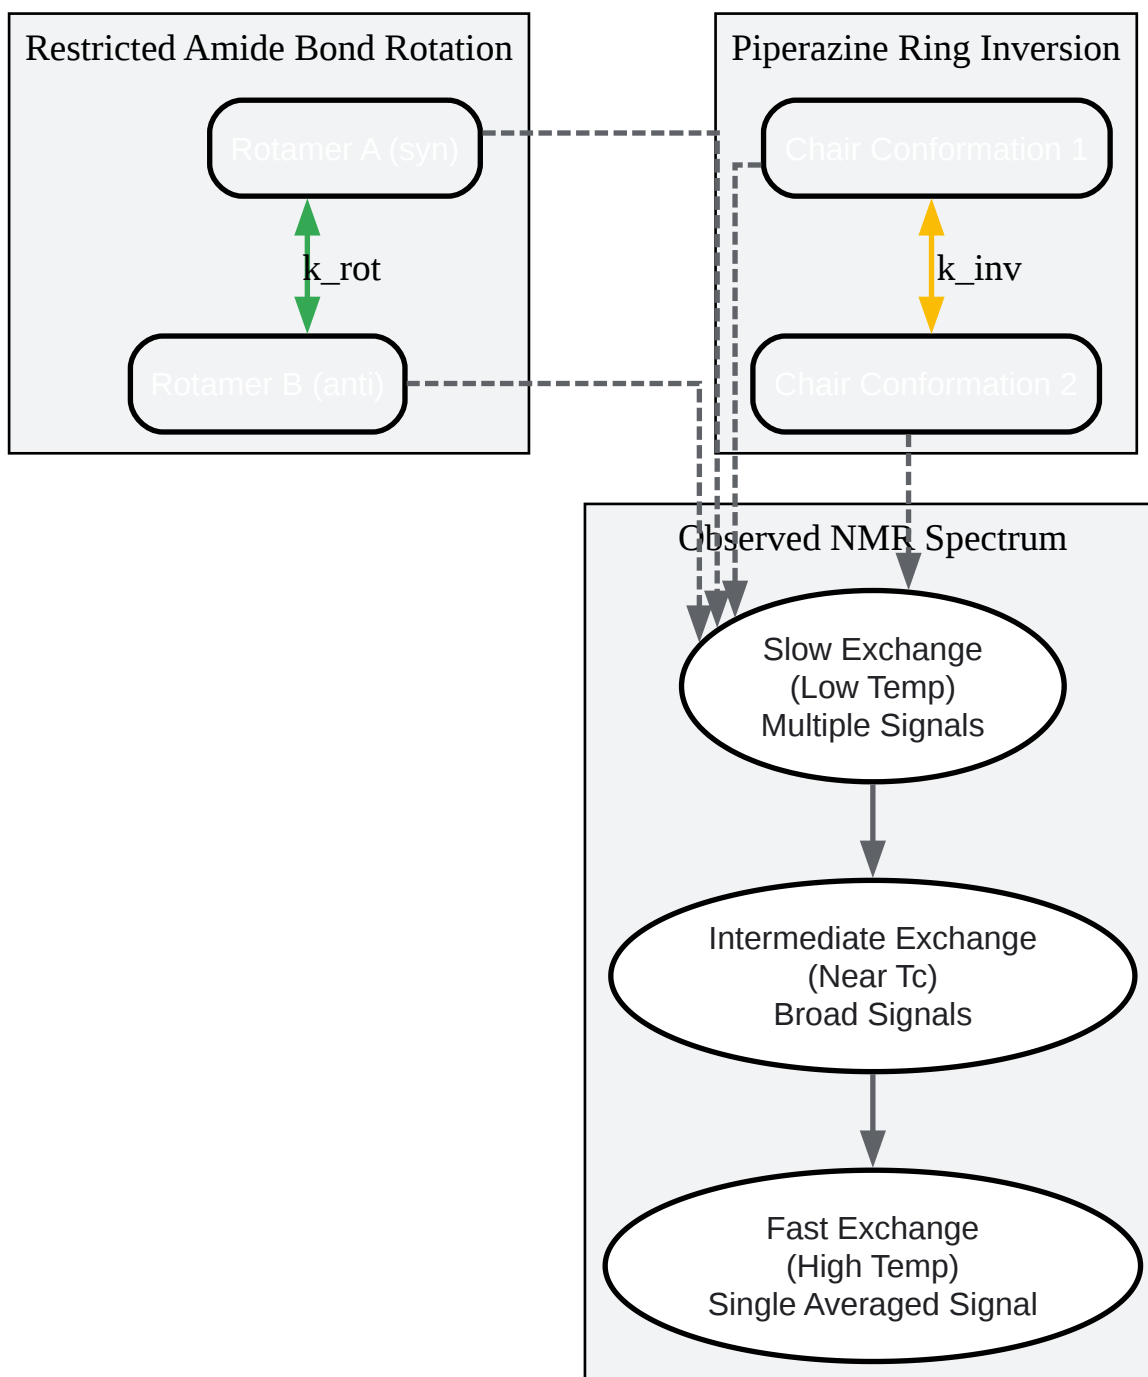 Restricted Amide Bond Rotation
Rotamer A (syn)
k_rot
Rotamer B (anti)
Piperazine Ring Inversion
Chair Conformation 1
k_inv
Chair Conformation 2
Observed NMR Spectrum
Slow Exchange
(Low Temp)
Multiple Signals
Intermediate Exchange
(Near Tc)
Broad Signals
Fast Exchange
(High Temp)
Single Averaged Signal